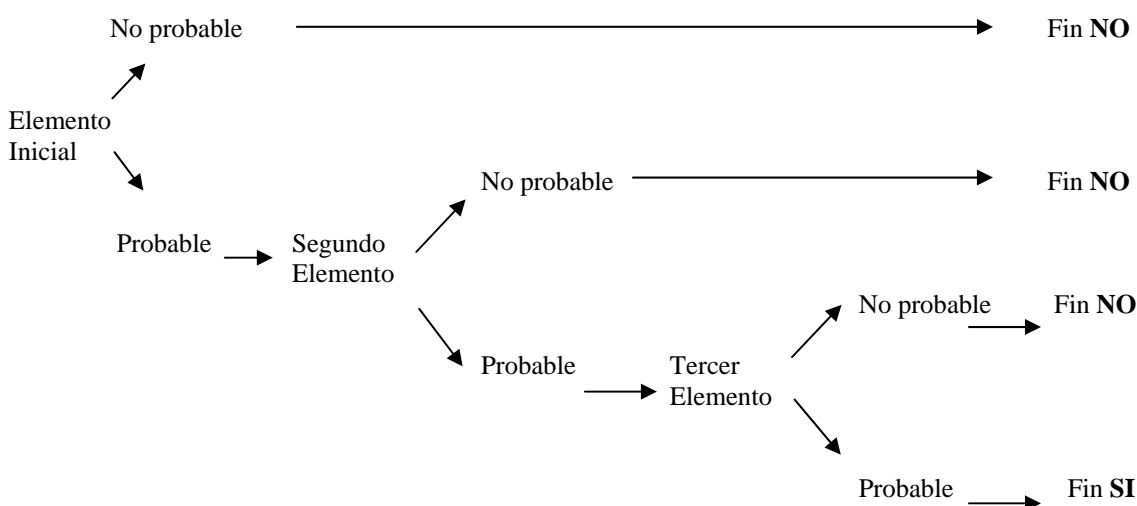 No probable
Fin NO
Elemento
Inicial
No probable
Fin NO
Probable
Segundo
Elemento
No probable
Fin NO
Probable
Tercer
Elemento
Probable
Fin SI